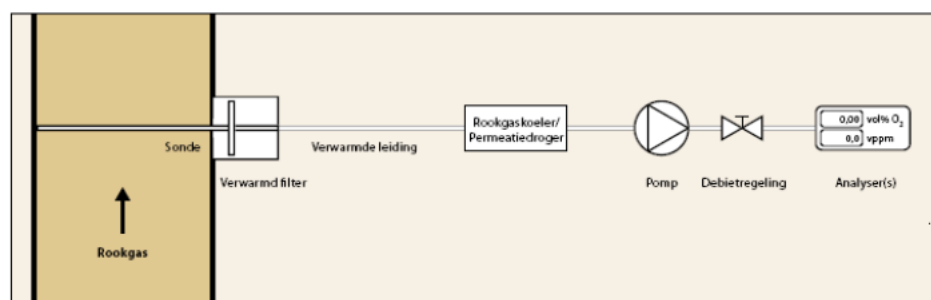 Rookgaskoeler/
Permeatiedroger
0,00 vol% O2
0,0 vppm
Sonde
Verwarmde leiding
Verwarmd filter
Pomp
Debietregeling
Analyser(s)
Rookgas